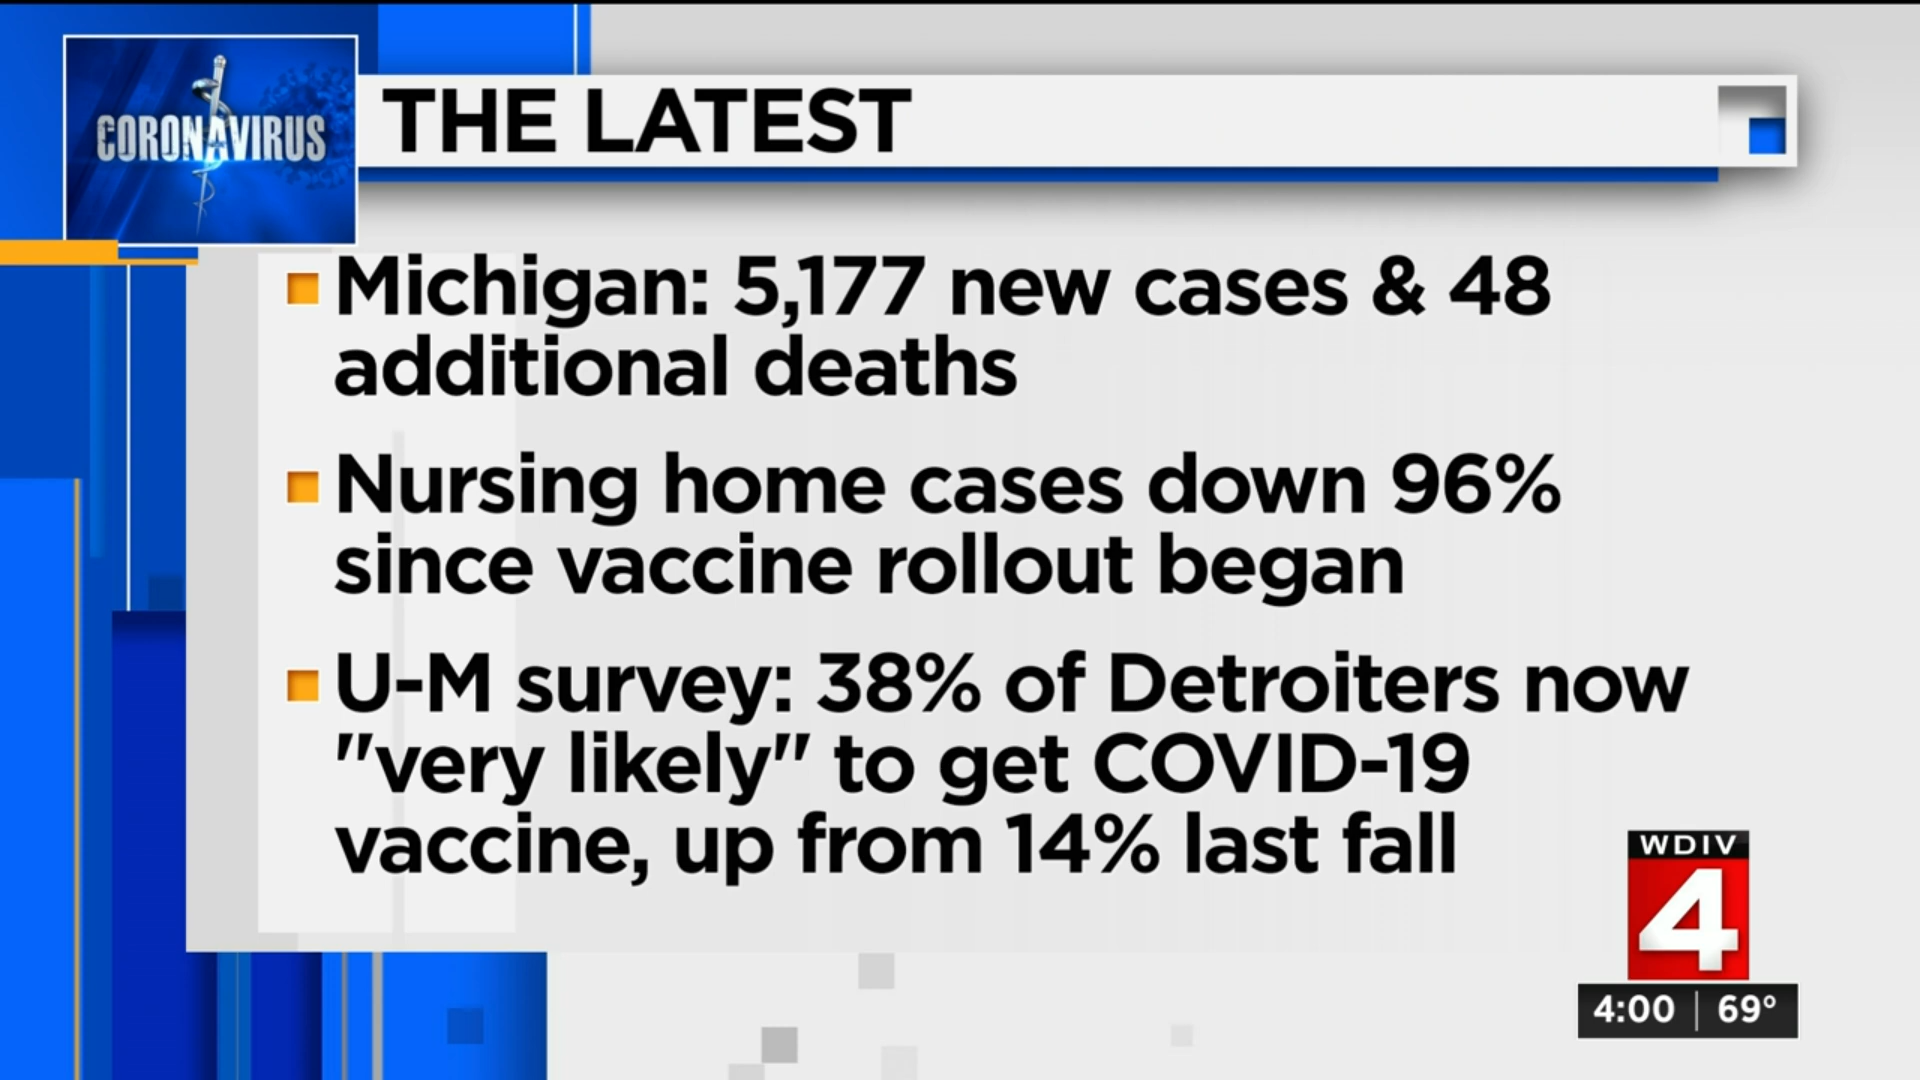 CORONAVIRUS
THE LATEST
Michigan: 5,177 new cases & 48
additional deaths
Nursing home cases down 96%
since vaccine rollout began
U-M survey: 38% of Detroiters now
"very likely" to get COVID-19
vaccine, up from 14% last fall
WDIV
4
4:00 | 69°